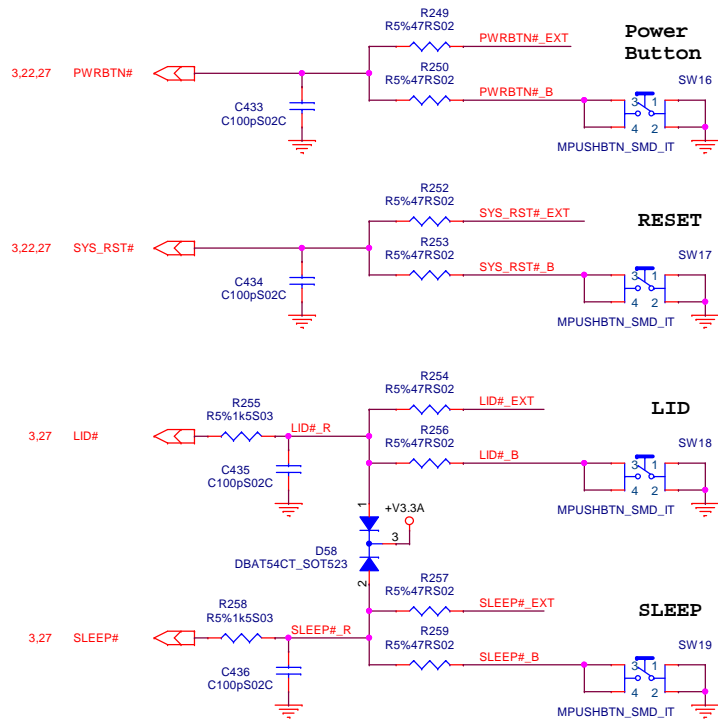 R249
R5%47RS02
PWRBTN#_EXT
Power
Button
3,22,27 PWRBTN#
R250
R5%47RS02
PWRBTN#_B
SW16
C433
C100pS02C
3 1
4 2
MPUSHBTN_SMD_IT
R252
R5%47RS02
SYS_RST#_EXT
RESET
3,22,27 SYS_RST#
R253
R5%47RS02
SYS_RST#_B
SW17
C434
C100pS02C
3 1
4 2
MPUSHBTN_SMD_IT
R254
R5%47RS02
LID#_EXT
LID
R255
R5%1k5S03
3,27 LID#
LID#_R
R256
R5%47RS02
LID#_B
SW18
C435
C100pS02C
3 1
4 2
MPUSHBTN_SMD_IT
1
+V3.3A
3
D58
DBAT54CT_SOT523
2
R257
R5%47RS02
SLEEP#_EXT
SLEEP
R258
R5%1k5S03
3,27 SLEEP#
SLEEP#_R
R259
R5%47RS02
SLEEP#_B
SW19
C436
C100pS02C
3 1
4 2
MPUSHBTN_SMD_IT